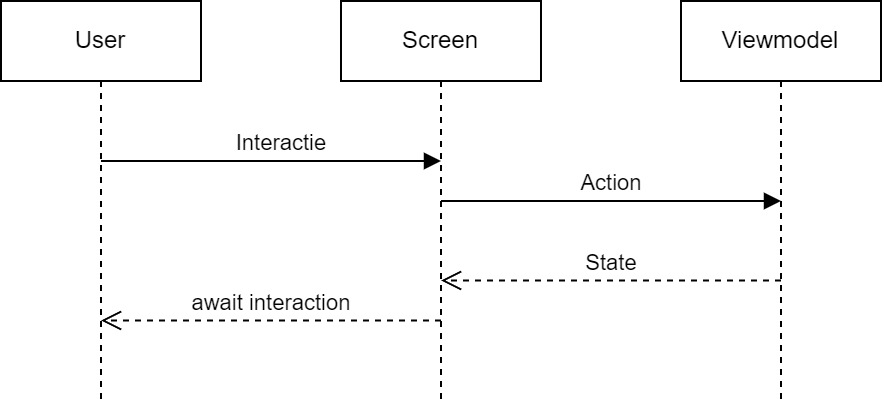 User
Screen
Viewmodel
Interactie
Action
State
await interaction